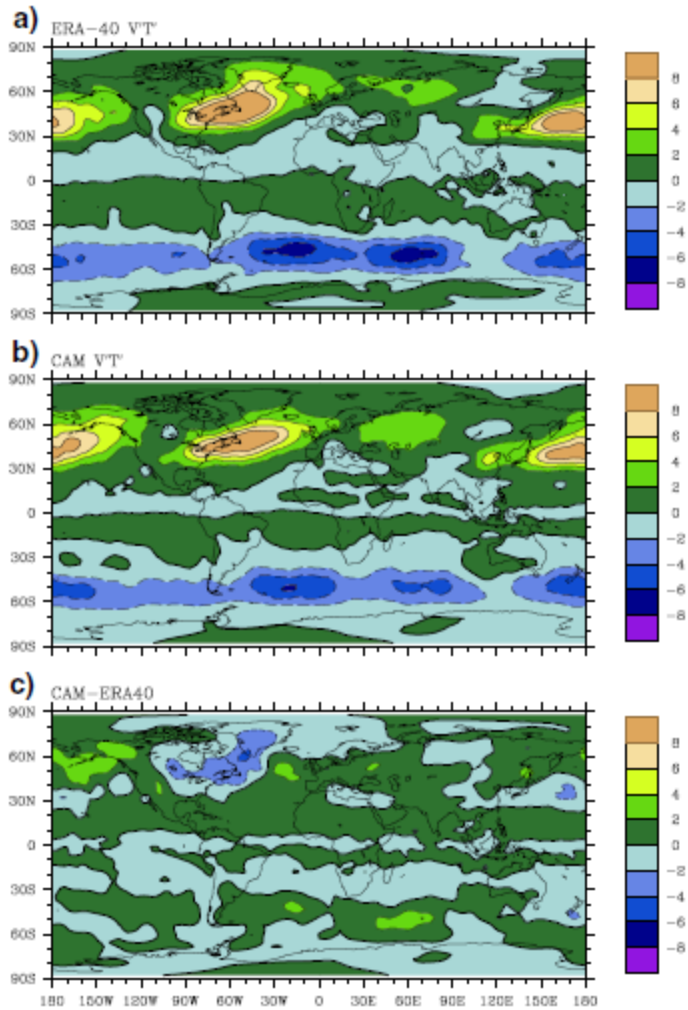 a) ERA-40 V'T'
90N
60N
30N
0
30S
60S
90S
8
6
4
2
0
-2
-4
-6
-8
b) CAM V'T'
90N
60N
30N
0
30S
60S
90S
8
6
4
2
0
-2
-4
-6
-8
c) CAM-ERA40
90N
60N
30N
0
30S
60S
90S
8
6
4
2
0
-2
-4
-6
-8
180 150W 120W 90W 60W 30W 0 30E 60E 90E 120E 150E 180